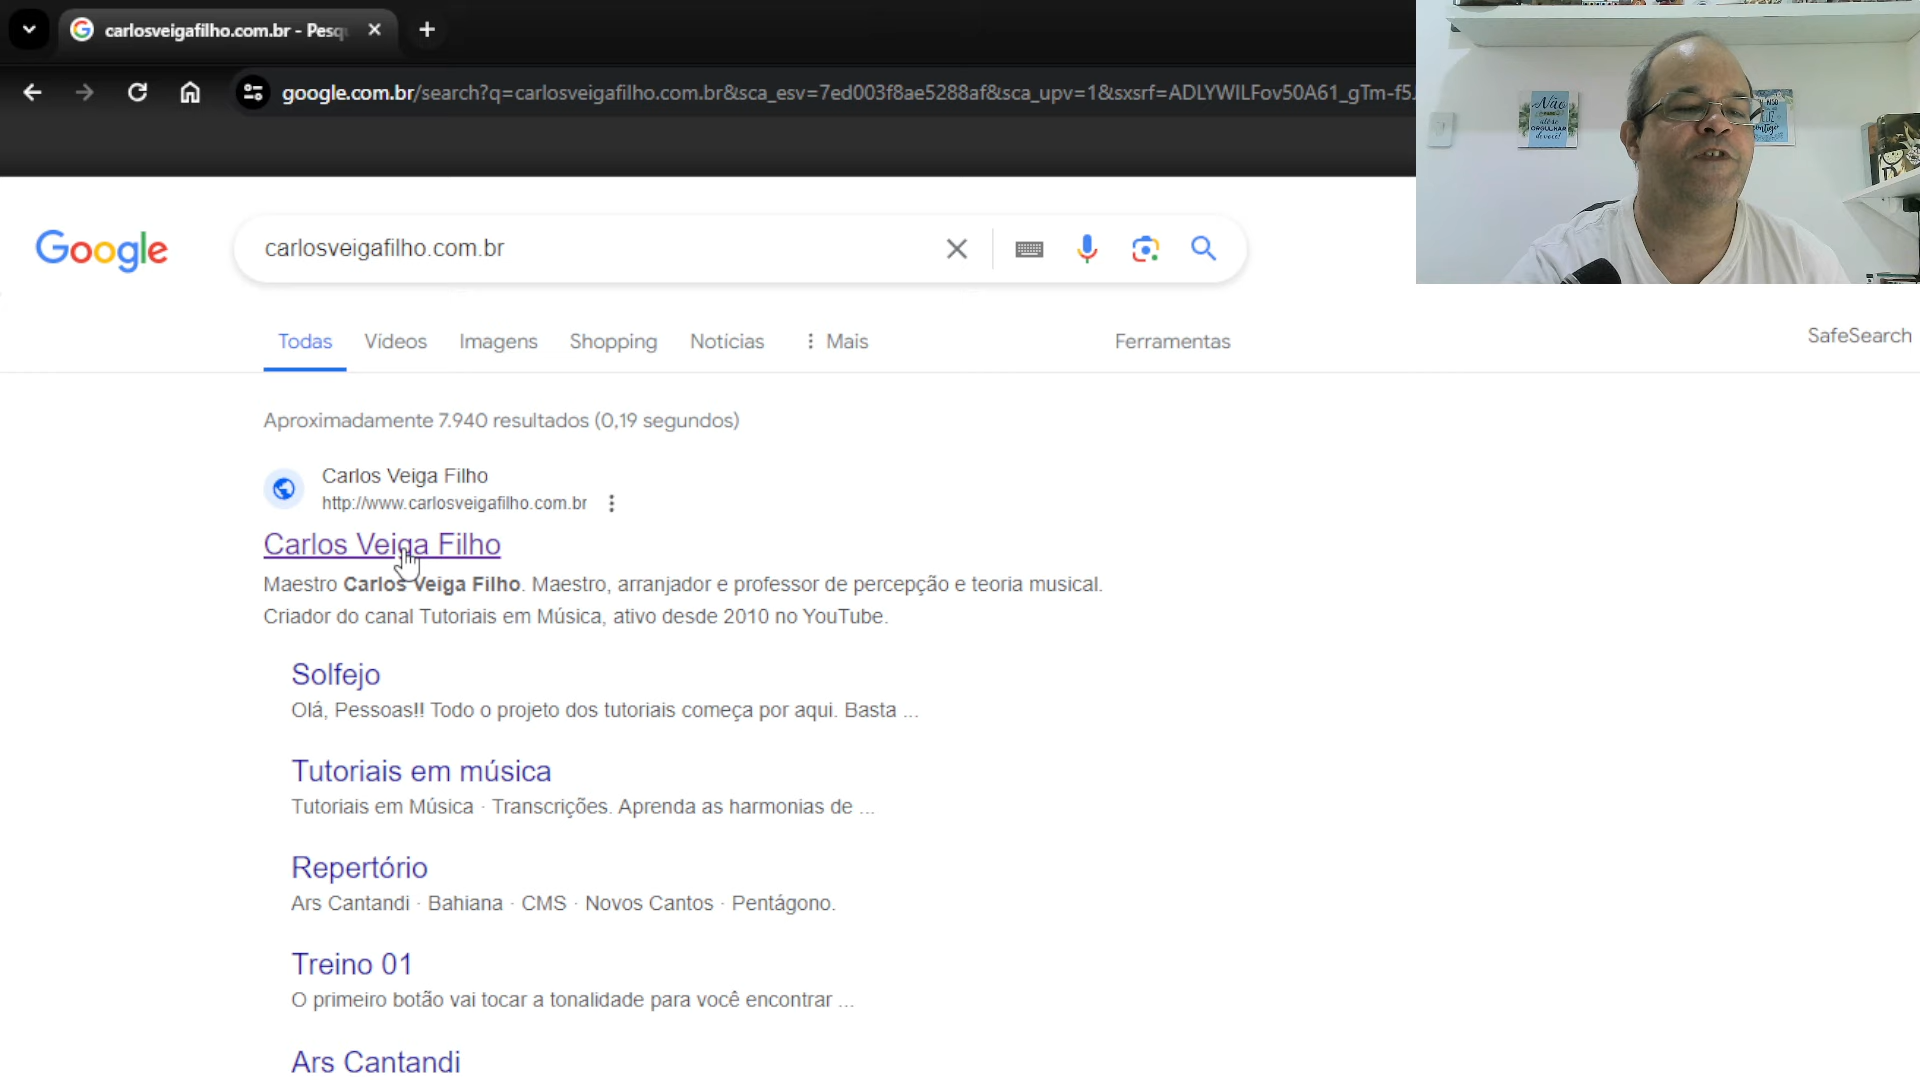 carlosveigafilho.com.br - Pesq
google.com.br/search?q=carlosveigafilho.com.br&sca_esv=7ed003f8ae5288af&sca_upv=1&sxsrf=ADLYWILFov50A61_gTm-f5
Não
ORGULHAR
de você!
Google
carlosveigafilho.com.br
Todas
Vídeos
Imagens
Shopping
Notícias
Mais
Ferramentas
SafeSearch
Aproximadamente 7.940 resultados (0,19 segundos)
Carlos Veiga Filho
http://www.carlosveigafilho.com.br
Carlos Veiga Filho
Maestro Carlos Veiga Filho. Maestro, arranjador e professor de percepção e teoria musical.
Criador do canal Tutoriais em Música, ativo desde 2010 no YouTube.
Solfejo
Olá, Pessoas!! Todo o projeto dos tutoriais começa por aqui. Basta ...
Tutoriais em música
Tutoriais em Música · Transcrições. Aprenda as harmonias de ...
Repertório
Ars Cantandi · Bahiana · CMS · Novos Cantos · Pentágono.
Treino 01
O primeiro botão vai tocar a tonalidade para você encontrar ...
Ars Cantandi